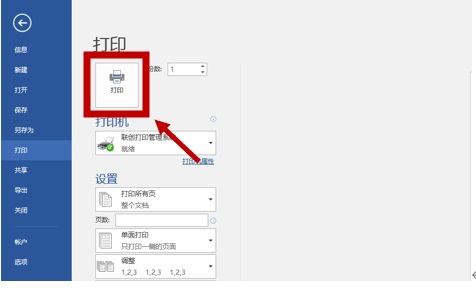 信息
新建
打开
保存
另存为
打印
共享
导出
关闭
帐户
选项
打印
打印
份数: 1
打印机
联创打印管理系统
就绪
打印机属性
设置
打印所有页
整个文档
页数:
单面打印
只打印一侧的页面
调整
1,2,3 1,2,3 1,2,3